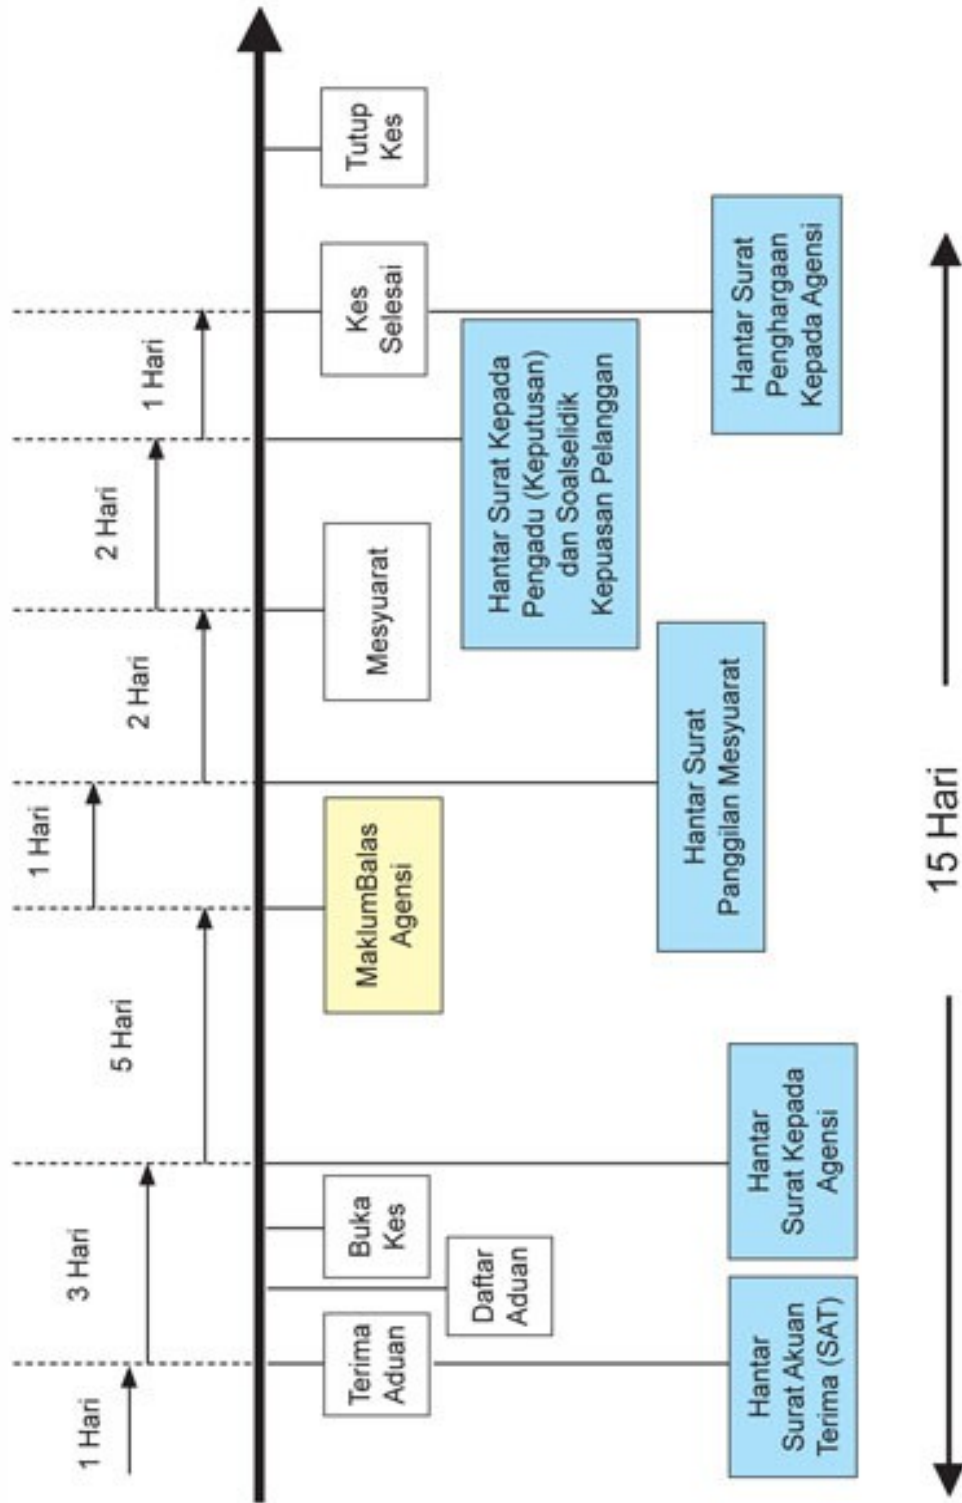 1 Hari
3 Hari
5 Hari
1 Hari
2 Hari
2 Hari
1 Hari
Terima
Aduan
Daftar
Aduan
Buka
Kes
MaklumBalas
Agensi
Mesyuarat
Kes
Selesai
Tutup
Kes
Hantar
Surat Akuan
Terima (SAT)
Hantar
Surat Kepada
Agensi
Hantar Surat
Panggilan Mesyuarat
Hantar Surat Kepada
Pengadu (Keputusan)
dan Soalselidik
Kepuasan Pelanggan
Hantar Surat
Penghargaan
Kepada Agensi
15 Hari